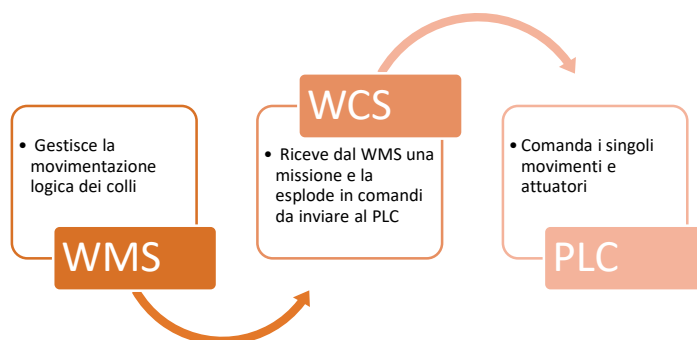 • Gestisce la
movimentazione
logica dei colli
WMS
WCS
• Riceve dal WMS una
missione e la
esplode in comandi
da inviare al PLC
• Comanda i singoli
movimenti e
attuatori
PLC